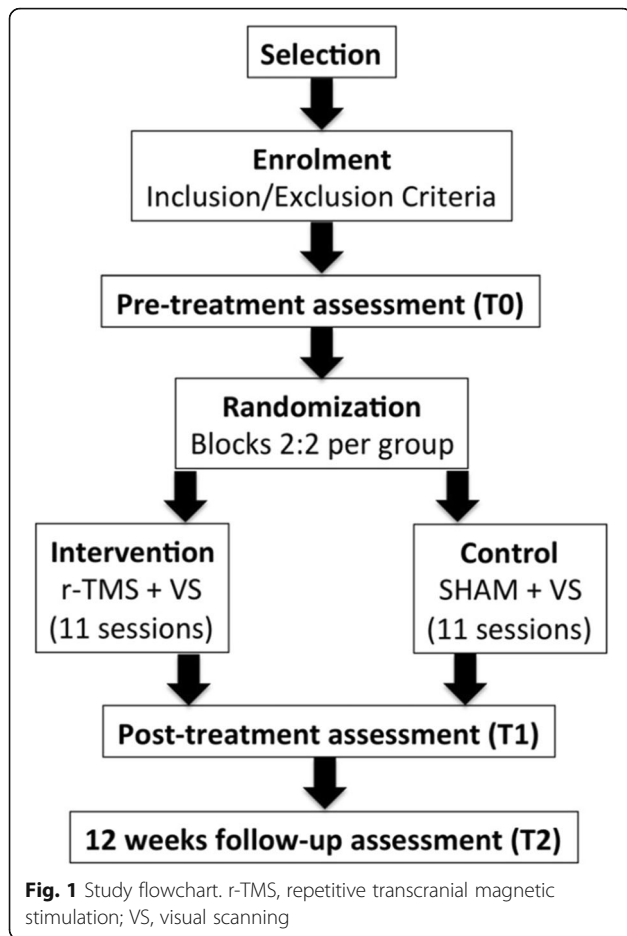 Selection
Enrolment
Inclusion/Exclusion Criteria
Pre-treatment assessment (T0)
Randomization
Blocks 2:2 per group
Intervention
r-TMS + VS
(11 sessions)
Control
SHAM + VS
(11 sessions)
Post-treatment assessment (T1)
12 weeks follow-up assessment (T2)
Fig. 1 Study flowchart. r-TMS, repetitive transcranial magnetic
stimulation; VS, visual scanning